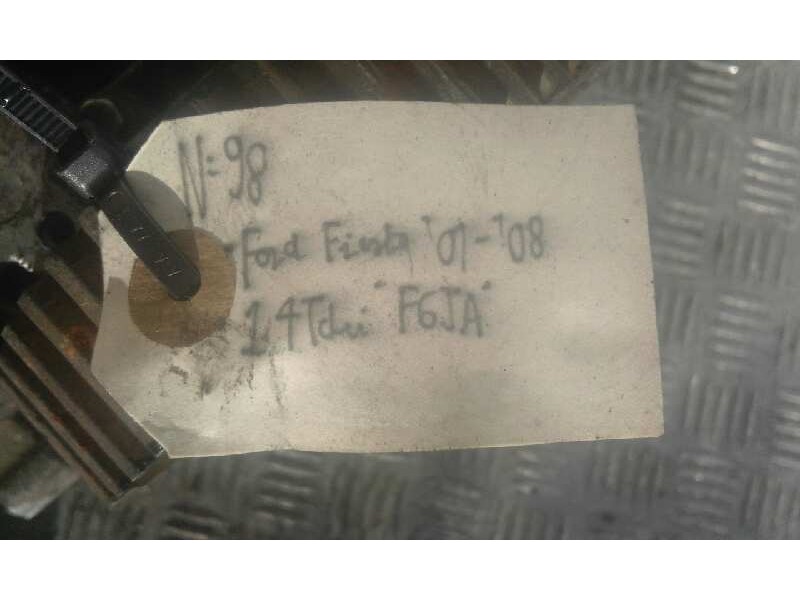 N=98
Ford Fiesta '01-'08
1.4Tdci "F6JA"